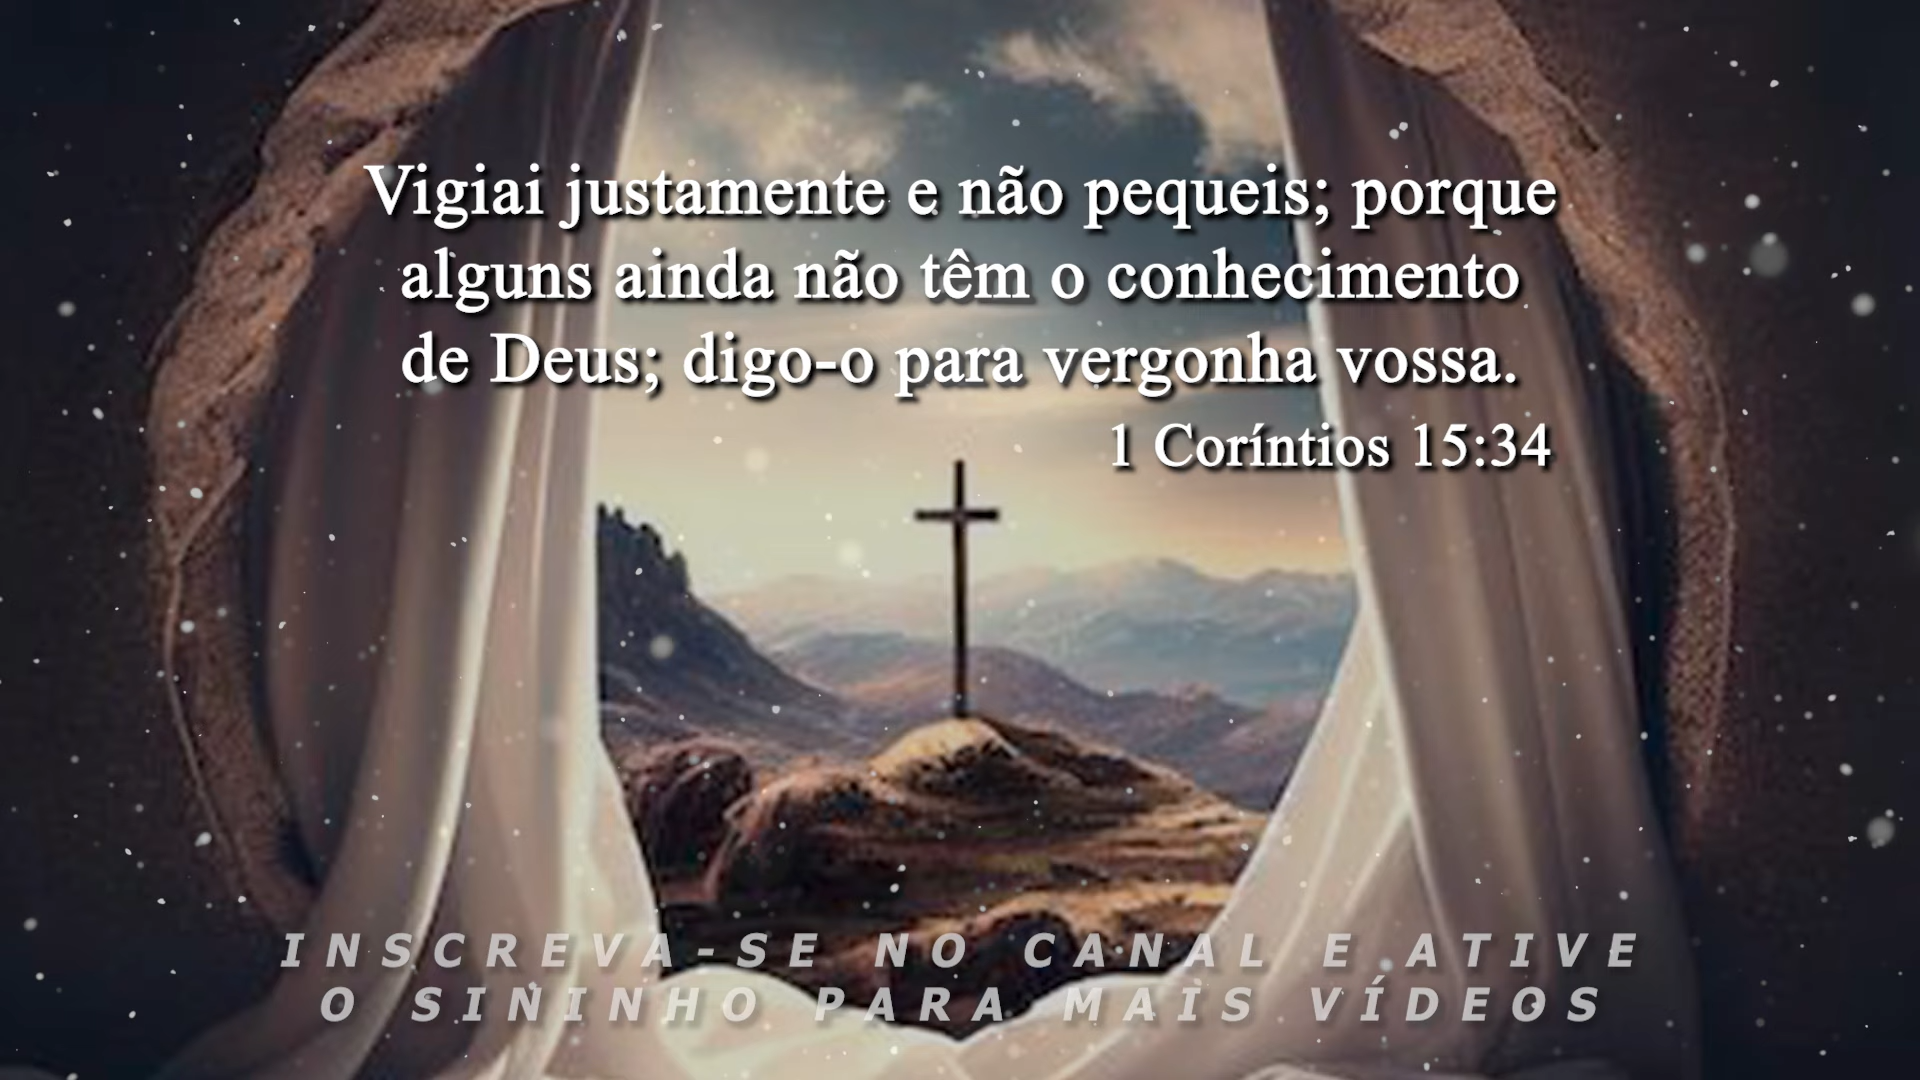 Vigiai justamente e não pequeis; porque
alguns ainda não têm o conhecimento
de Deus; digo-o para vergonha vossa.
1 Coríntios 15:34
INSCREVA-SE NO CANAL E ATIVE
O SININHO PARA MAIS VÍDEOS